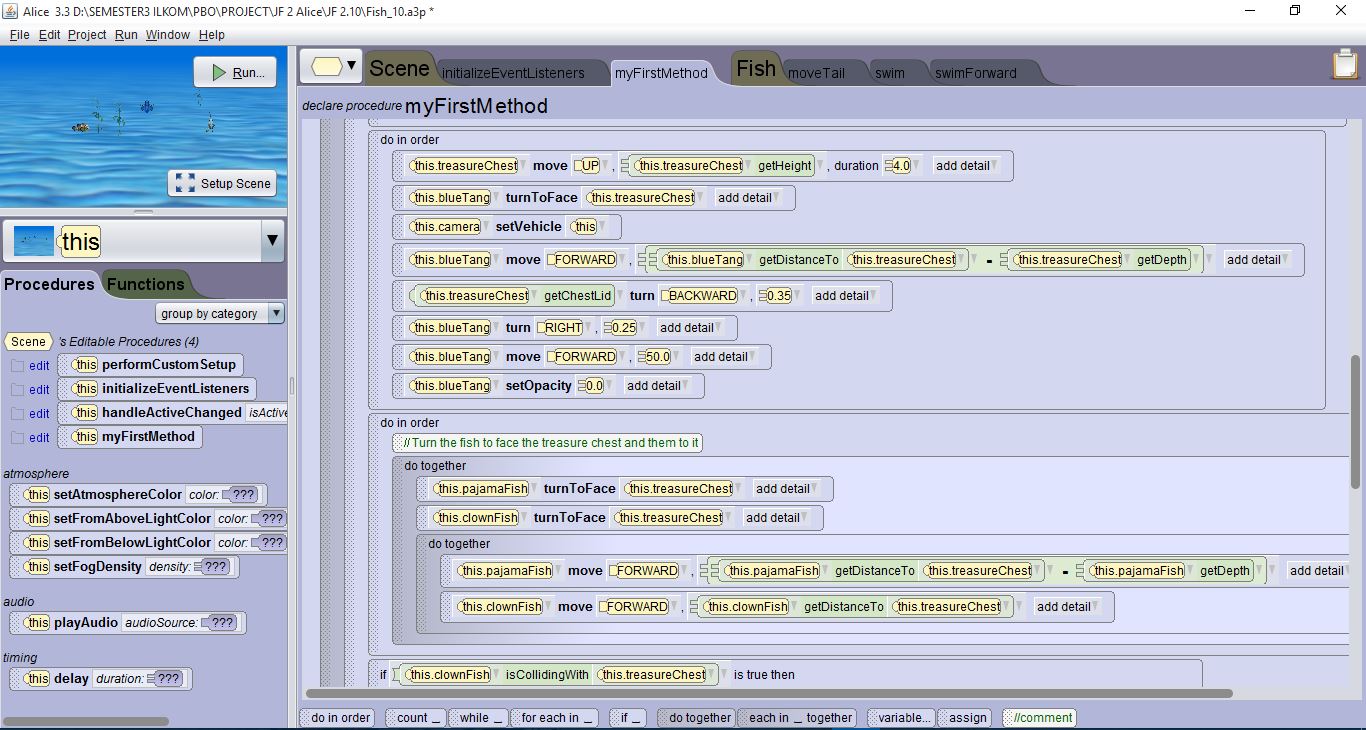 Alice 3.3 D:\SEMESTER3 ILKOM\PBO\PROJECT\JF 2 Alice\JF 2.10\Fish_10.a3p *
File Edit Project Run Window Help
Run...
Setup Scene
this
Procedures Functions
group by category
Scene 's Editable Procedures (4)
edit this performCustomSetup
edit this initializeEventListeners
edit this handleActiveChanged isActive
edit this myFirstMethod
atmosphere
this setAtmosphereColor color: ???
this setFromAboveLightColor color: ???
this setFromBelowLightColor color: ???
this setFogDensity density: ???
audio
this playAudio audioSource: ???
timing
this delay duration: ???
Scene initializeEventListeners myFirstMethod Fish moveTail swim swimForward
declare procedure myFirstMethod
do in order
this.treasureChest move UP , this.treasureChest getHeight , duration 4.0 add detail
this.blueTang turnToFace this.treasureChest add detail
this.camera setVehicle this
this.blueTang move FORWARD , this.blueTang getDistanceTo this.treasureChest - this.treasureChest getDepth add detail
this.treasureChest getChestLid turn BACKWARD , 0.35 add detail
this.blueTang turn RIGHT , 0.25 add detail
this.blueTang move FORWARD , 50.0 add detail
this.blueTang setOpacity 0.0 add detail
do in order
//Turn the fish to face the treasure chest and them to it
do together
this.pajamaFish turnToFace this.treasureChest add detail
this.clownFish turnToFace this.treasureChest add detail
do together
this.pajamaFish move FORWARD , this.pajamaFish getDistanceTo this.treasureChest - this.pajamaFish getDepth add detail
this.clownFish move FORWARD , this.clownFish getDistanceTo this.treasureChest add detail
if this.clownFish isCollidingWith this.treasureChest is true then
do in order count _ while _ for each in _ if _ do together each in _ together variable... assign //comment